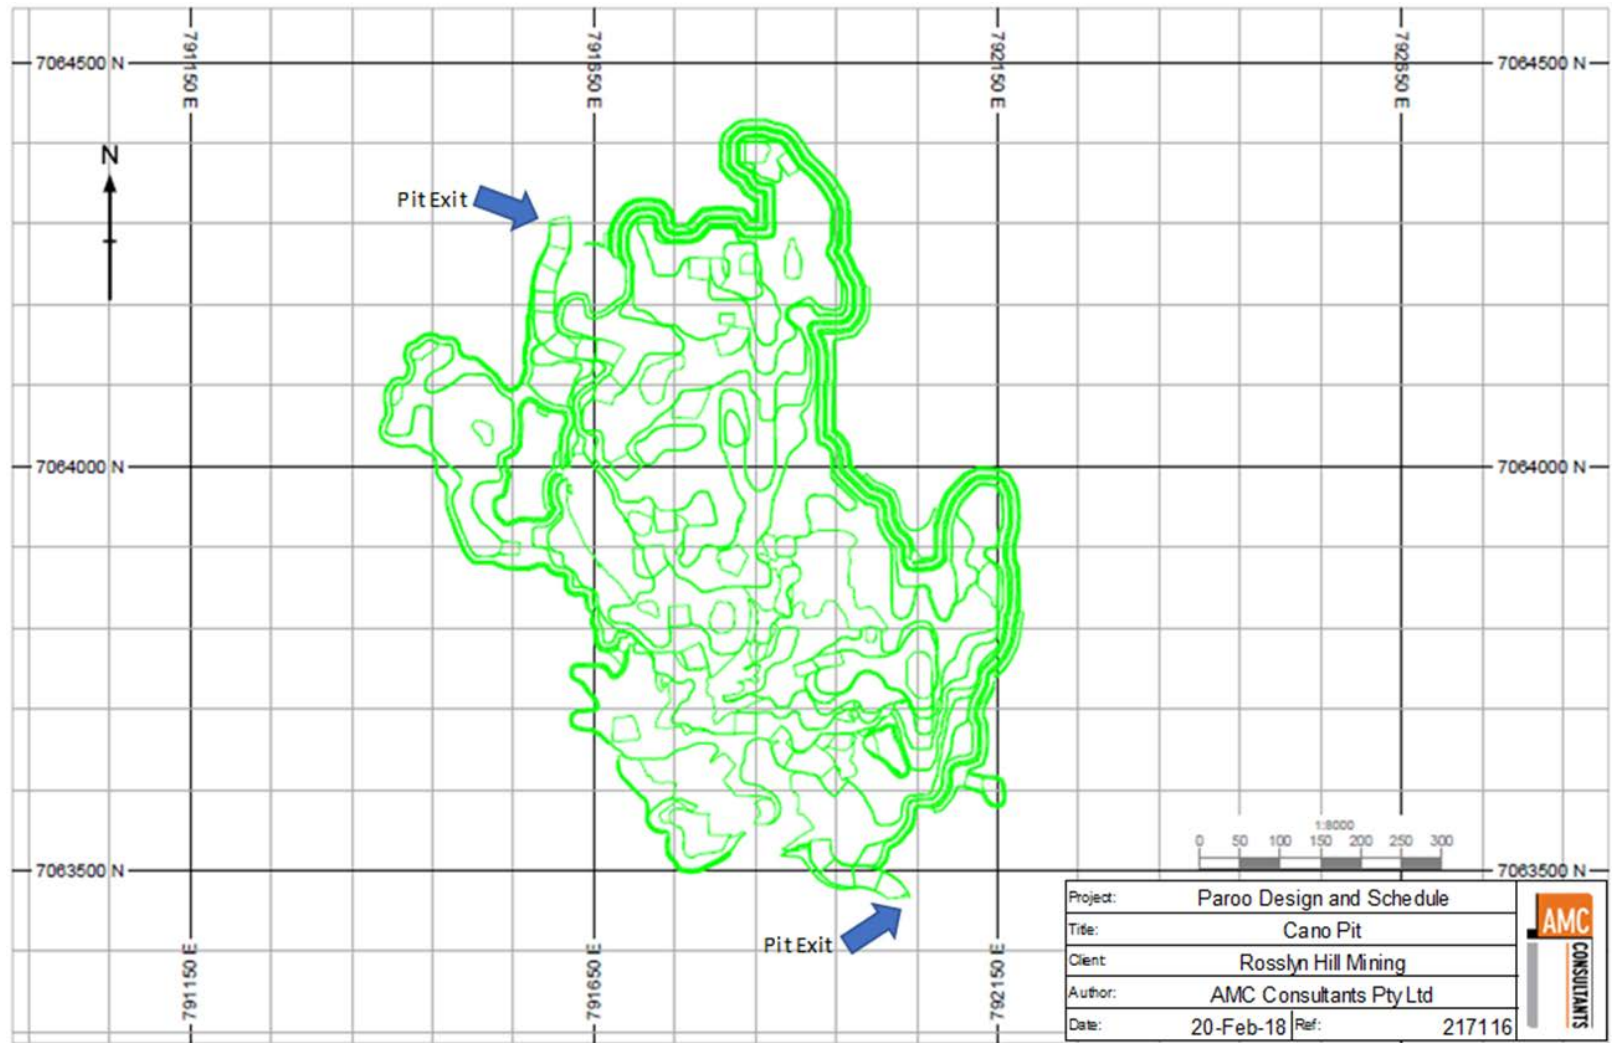 791150 E
791650 E
792150 E
792650 E
7064500 N
7064500 N
N
Pit Exit
7064000 N
7064000 N
1:8000
0 50 100 150 200 250 300
7063500 N
7063500 N
Pit Exit
791150 E
791650 E
792150 E
Project: Paroo Design and Schedule
Title: Cano Pit
Client: Rosslyn Hill Mining
Author: AMC Consultants Pty Ltd
Date: 20-Feb-18 Ref: 217116
AMC
CONSULTANTS